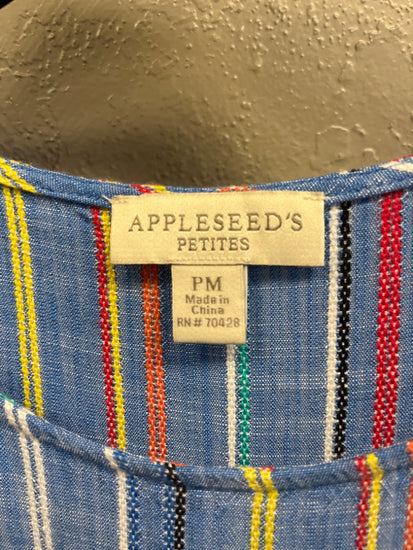 APPLESEED'S
PETITES
PM
Made in
China
RN# 70428